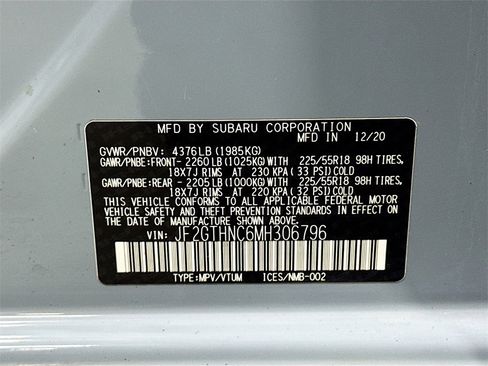 MFD BY SUBARU CORPORATION
MFD IN 12/20
GVWR/PNBV: 4376LB (1985KG)
GAWR/PNBE:FRONT- 2260LB (1025KG)WITH 225/55R18 98H TIRES,
18X7J RIMS AT 230 KPA (33 PSI)COLD
GAWR/PNBE:REAR - 2205LB (1000KG)WITH 225/55R18 98H TIRES,
18X7J RIMS AT 220 KPA (32 PSI)COLD
THIS VEHICLE CONFORMS TO ALL APPLICABLE FEDERAL MOTOR
VEHICLE SAFETY AND THEFT PREVENTION STANDARDS IN EFFECT
ON THE DATE OF MANUFACTURE SHOWN ABOVE.
VIN: JF2GTHNC6MH306796
TYPE:MPV/VTUM ICES/NMB-002